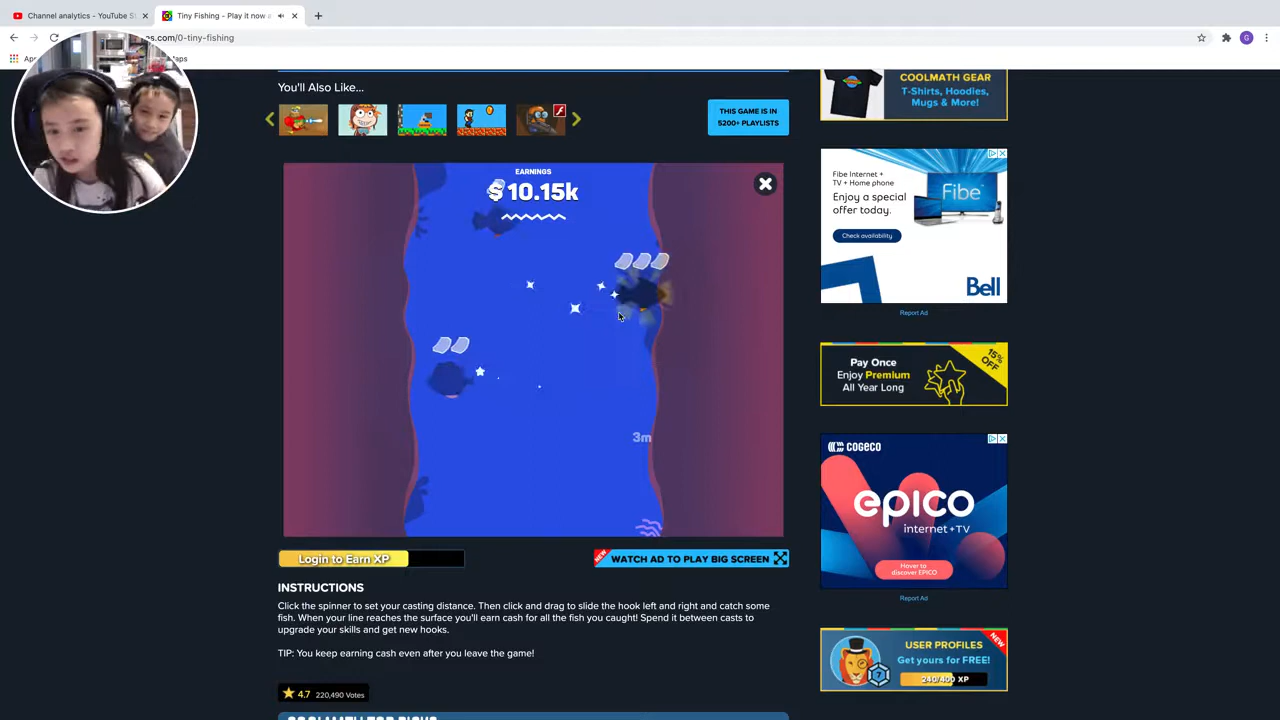 Channel analytics - YouTube S
Tiny Fishing - Play it now a
s.com/0-tiny-fishing
G
Ap
aps
You'll Also Like...
THIS GAME IS IN
5200+ PLAYLISTS
EARNINGS
$10.15k
3m
Login to Earn XP
NEW
WATCH AD TO PLAY BIG SCREEN
INSTRUCTIONS
Click the spinner to set your casting distance. Then click and drag to slide the hook left and right and catch some
fish. When your line reaches the surface you'll earn cash for all the fish you caught! Spend it between casts to
upgrade your skills and get new hooks.
TIP: You keep earning cash even after you leave the game!
4.7 220,490 Votes
COOLMATH TOP PICKS
COOLMATH GEAR
T-Shirts, Hoodies,
Mugs & More!
Fibe Internet +
TV + Home phone
Enjoy a special
offer today.
Check availability
Fibe
Bell
Report Ad
Pay Once
Enjoy Premium
All Year Long
15%
OFF
COGECO
epico
internet+TV
Hover to
discover EPICO
Report Ad
USER PROFILES
Get yours for FREE!
240/400 XP
NEW